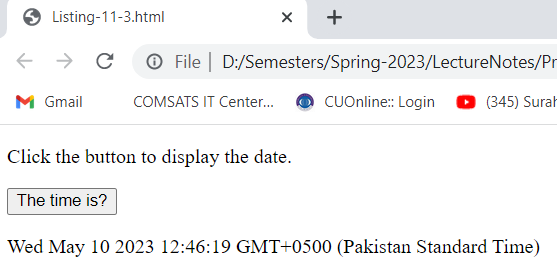 Listing-11-3.html
File | D:/Semesters/Spring-2023/LectureNotes/Pr
Gmail COMSATS IT Center... CUOnline:: Login (345) Surah
Click the button to display the date.
The time is?
Wed May 10 2023 12:46:19 GMT+0500 (Pakistan Standard Time)